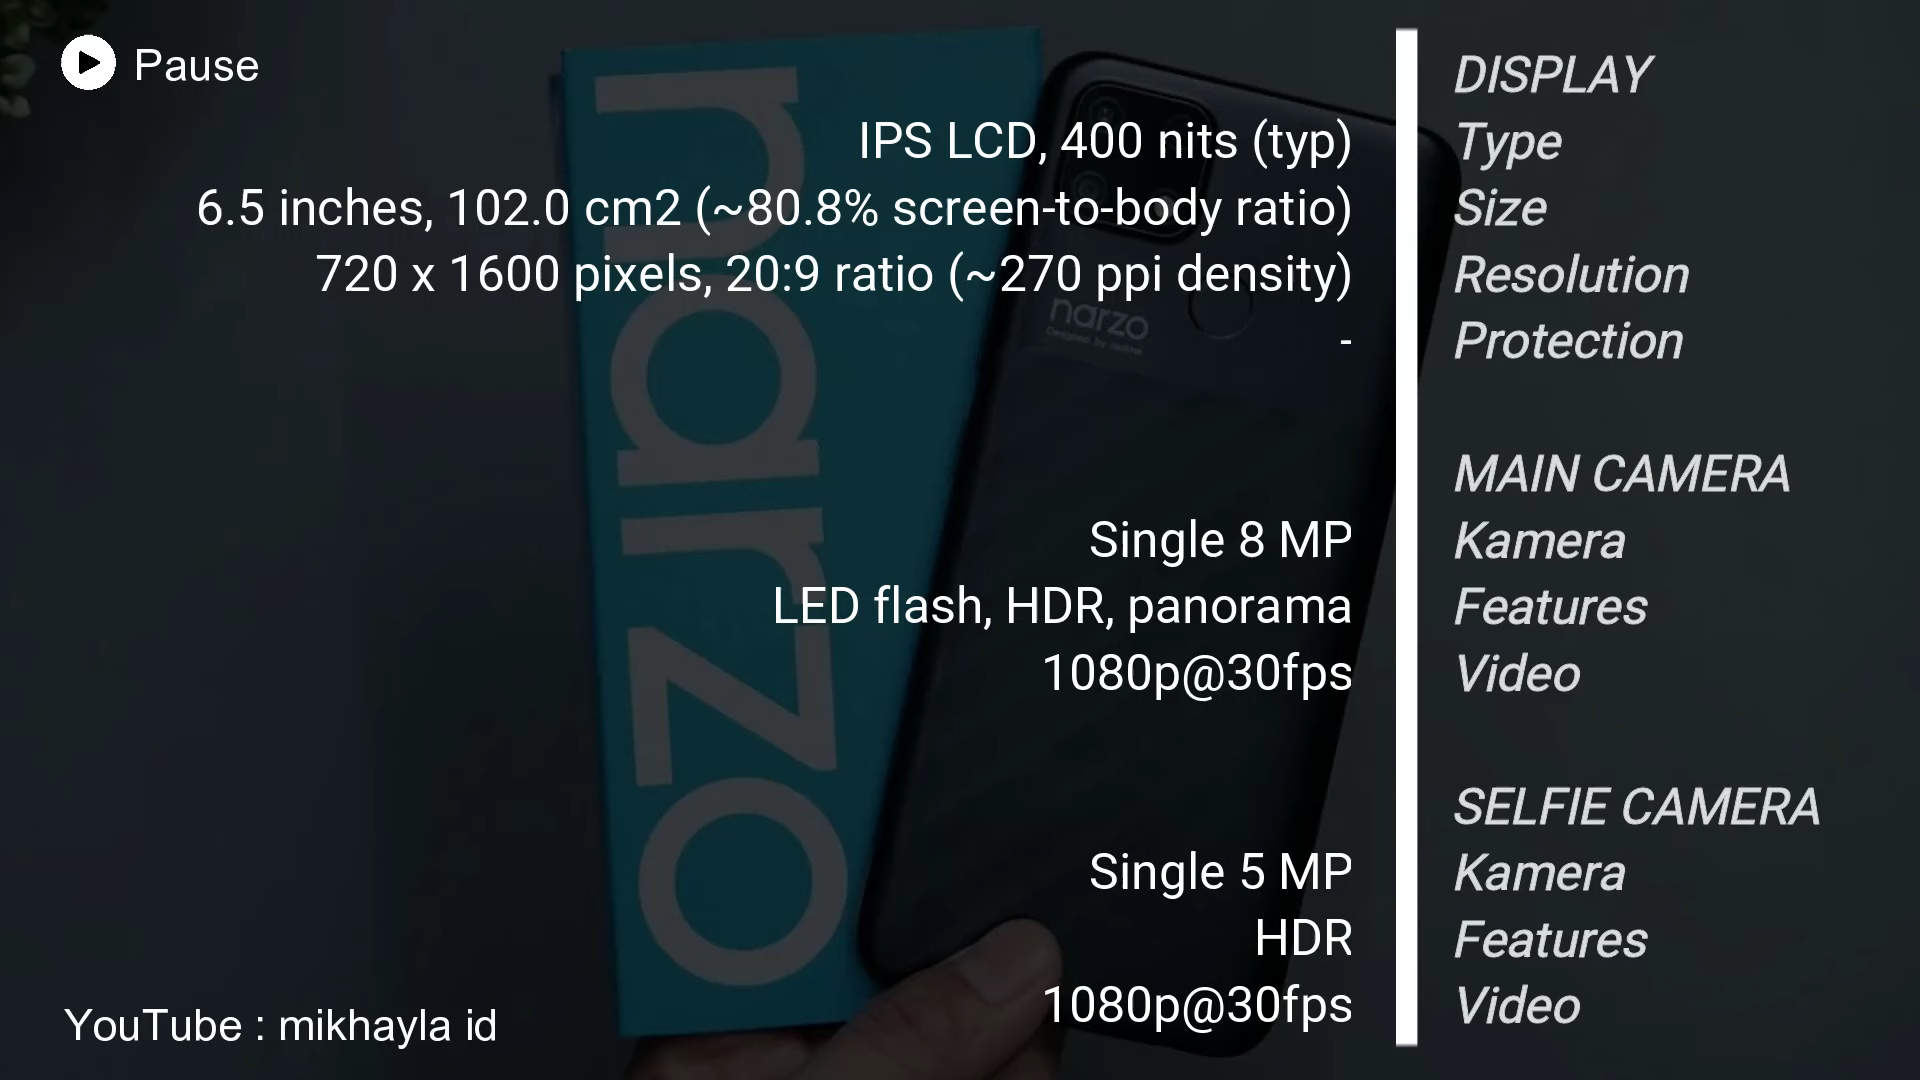 Pause
DISPLAY
IPS LCD, 400 nits (typ) Type
6.5 inches, 102.0 cm2 (~80.8% screen-to-body ratio) Size
720 x 1600 pixels, 20:9 ratio (~270 ppi density) Resolution
- Protection
MAIN CAMERA
Single 8 MP Kamera
LED flash, HDR, panorama Features
1080p@30fps Video
SELFIE CAMERA
Single 5 MP Kamera
HDR Features
1080p@30fps Video
YouTube : mikhayla id
narzo
narzo
Designed by realme